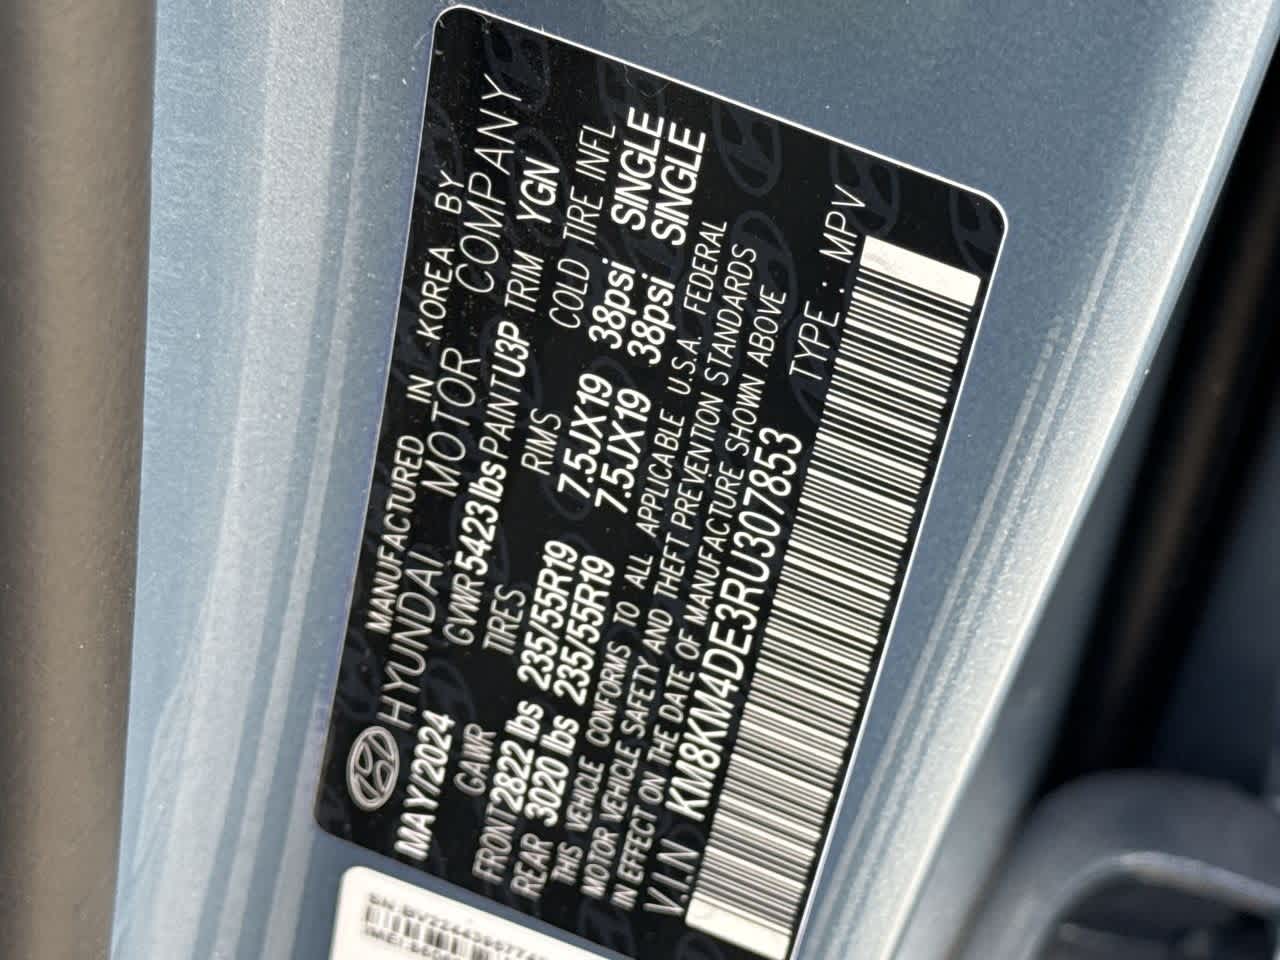 MANUFACTURED IN KOREA BY
HYUNDAI MOTOR COMPANY
MAY/2024 GVWR 5423lbs PAINT U3P TRIM YGN
GAWR TIRES RIMS COLD TIRE INFL
FRONT 2822 lbs 235/55R19 7.5JX19 38psi SINGLE
REAR 3020 lbs 235/55R19 7.5JX19 38psi SINGLE
THIS VEHICLE CONFORMS TO ALL APPLICABLE U.S.A. FEDERAL
MOTOR VEHICLE SAFETY AND THEFT PREVENTION STANDARDS
IN EFFECT ON THE DATE OF MANUFACTURE SHOWN ABOVE
V.I.N KM8KM4DE3RU307853 TYPE : MPV